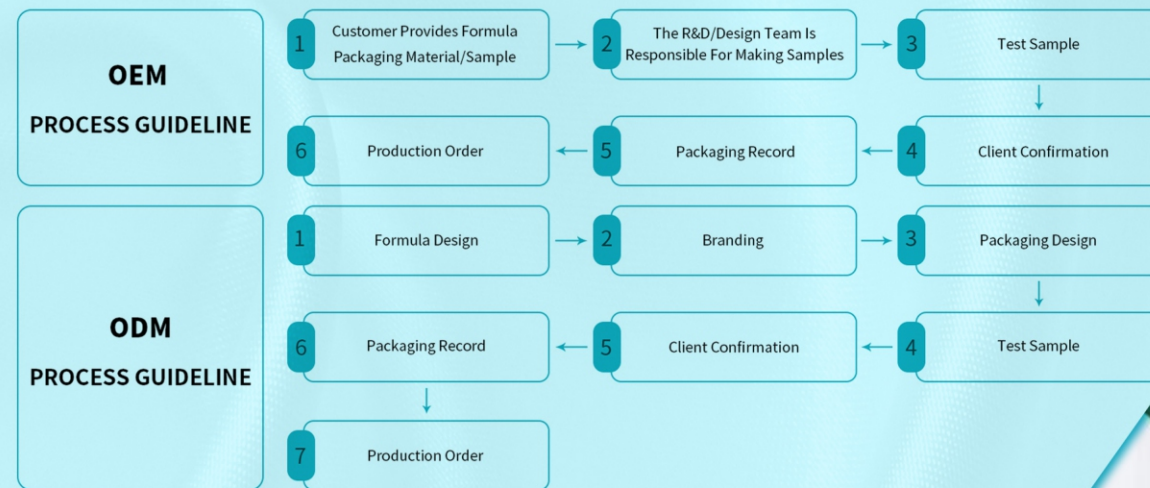 OEM
PROCESS GUIDELINE
1
Customer Provides Formula
Packaging Material/Sample
2
The R&D/Design Team Is
Responsible For Making Samples
3
Test Sample
4
Client Confirmation
5
Packaging Record
6
Production Order
ODM
PROCESS GUIDELINE
1
Formula Design
2
Branding
3
Packaging Design
4
Test Sample
5
Client Confirmation
6
Packaging Record
7
Production Order